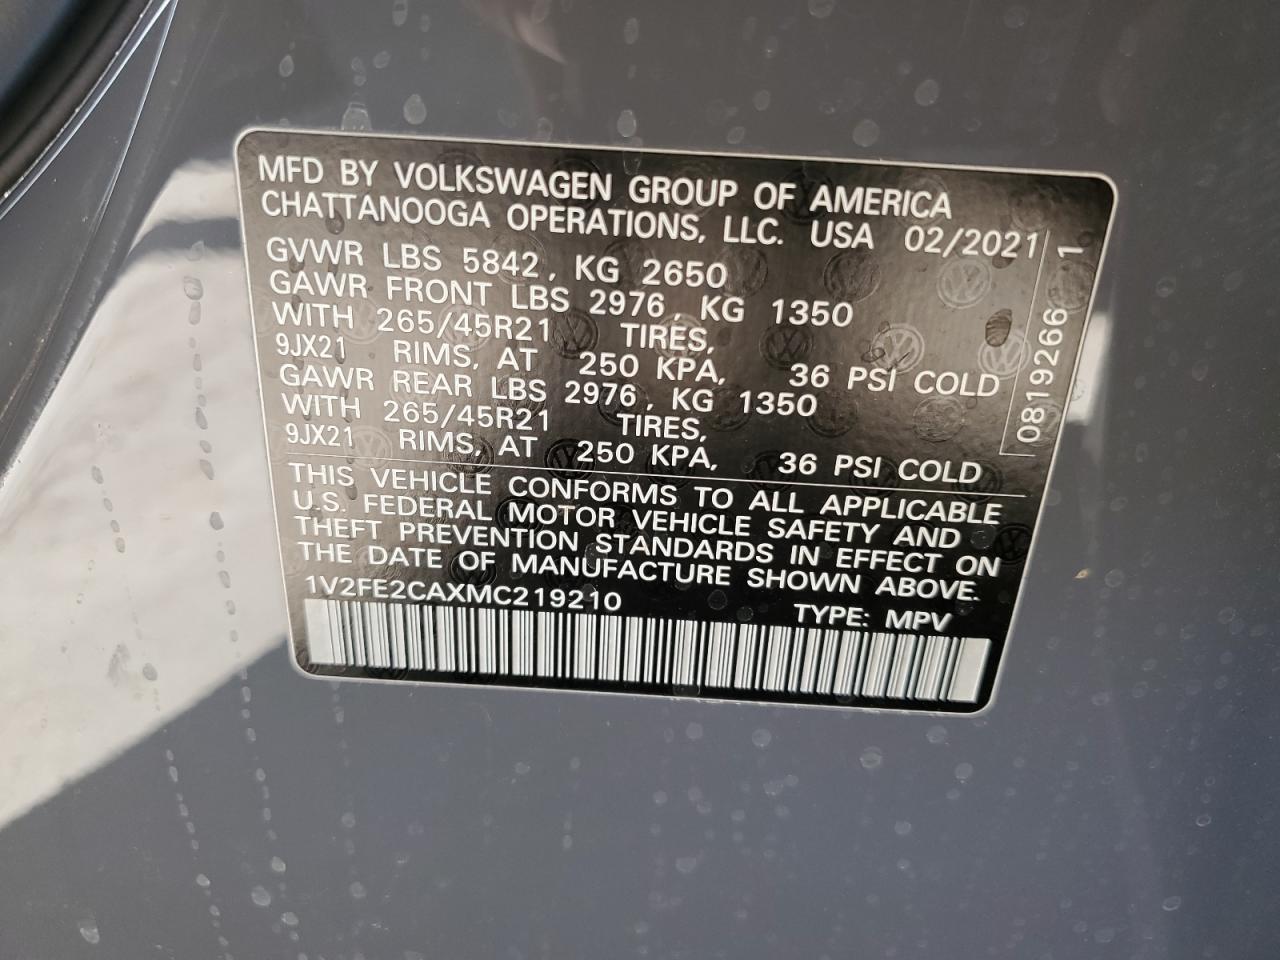 MFD BY VOLKSWAGEN GROUP OF AMERICA
CHATTANOOGA OPERATIONS, LLC. USA 02/2021
GVWR LBS 5842, KG 2650
GAWR FRONT LBS 2976, KG 1350
WITH 265/45R21 TIRES,
9JX21 RIMS, AT 250 KPA, 36 PSI COLD
GAWR REAR LBS 2976, KG 1350
WITH 265/45R21 TIRES,
9JX21 RIMS, AT 250 KPA, 36 PSI COLD
0819266 1
THIS VEHICLE CONFORMS TO ALL APPLICABLE
U.S. FEDERAL MOTOR VEHICLE SAFETY AND
THEFT PREVENTION STANDARDS IN EFFECT ON
THE DATE OF MANUFACTURE SHOWN ABOVE.
1V2FE2CAXMC219210 TYPE: MPV